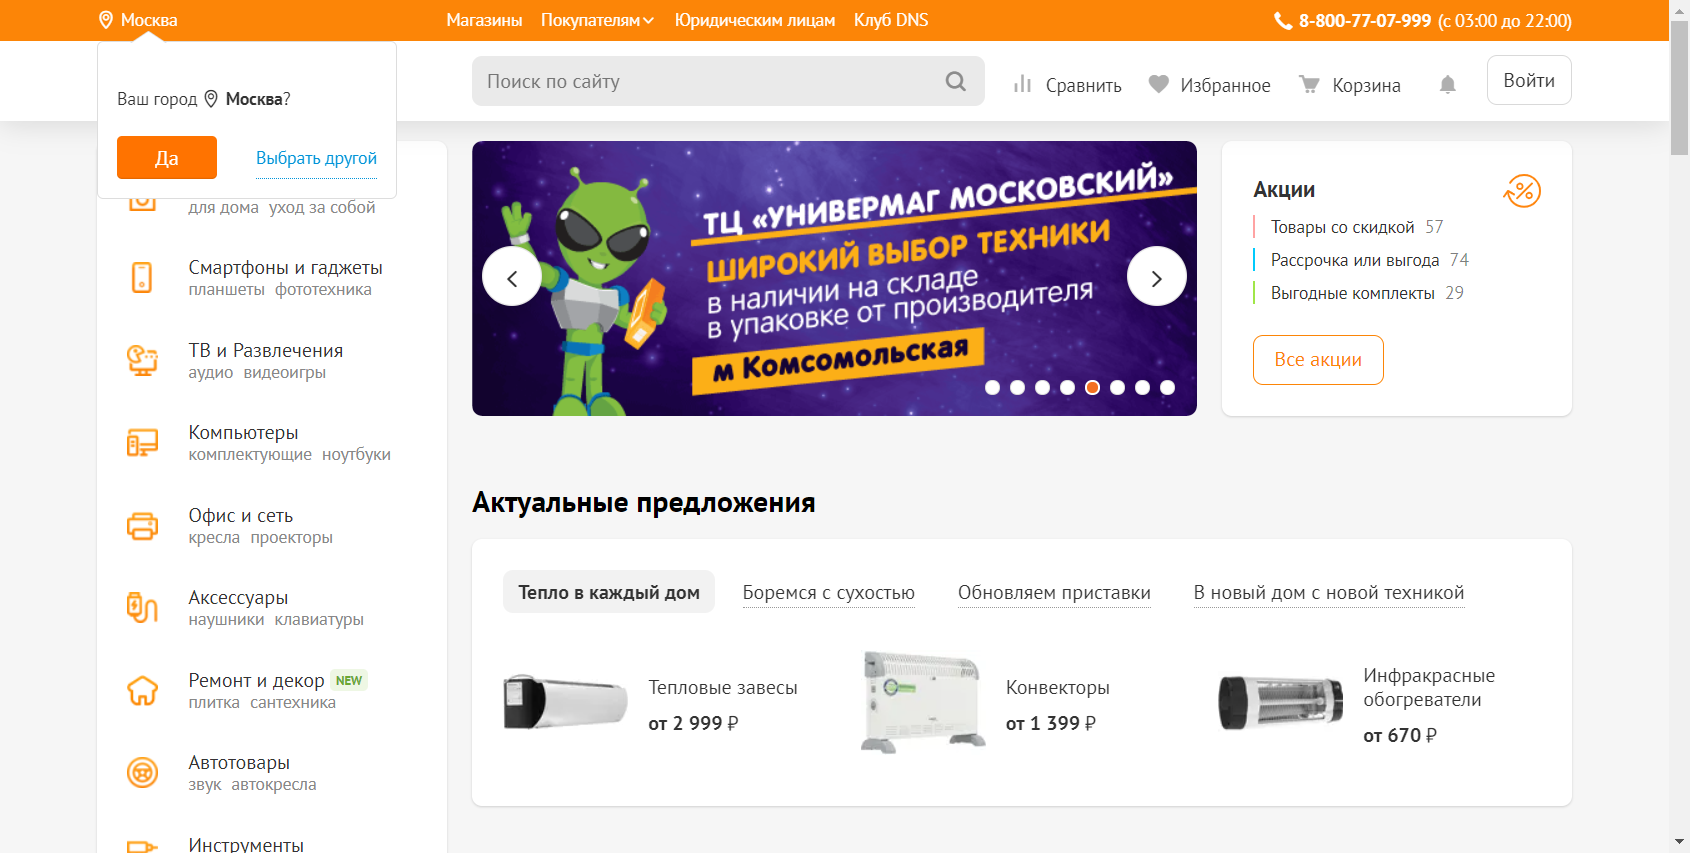 Москва
Магазины Покупателям Юридическим лицам Клуб DNS
8-800-77-07-999 (с 03:00 до 22:00)
Ваш город Москва?
Да Выбрать другой
Поиск по сайту
Сравнить Избранное Корзина
Войти
для дома уход за собой
Смартфоны и гаджеты
планшеты фототехника
ТВ и Развлечения
аудио видеоигры
Компьютеры
комплектующие ноутбуки
Офис и сеть
кресла проекторы
Аксессуары
наушники клавиатуры
Ремонт и декор NEW
плитка сантехника
Автотовары
звук автокресла
Инструменты
ТЦ «УНИВЕРМАГ МОСКОВСКИЙ»
ШИРОКИЙ ВЫБОР ТЕХНИКИ
в наличии на складе
в упаковке от производителя
м Комсомольская
Акции
Товары со скидкой 57
Рассрочка или выгода 74
Выгодные комплекты 29
Все акции
Актуальные предложения
Тепло в каждый дом Боремся с сухостью Обновляем приставки В новый дом с новой техникой
Тепловые завесы
от 2 999 ₽
Конвекторы
от 1 399 ₽
Инфракрасные
обогреватели
от 670 ₽